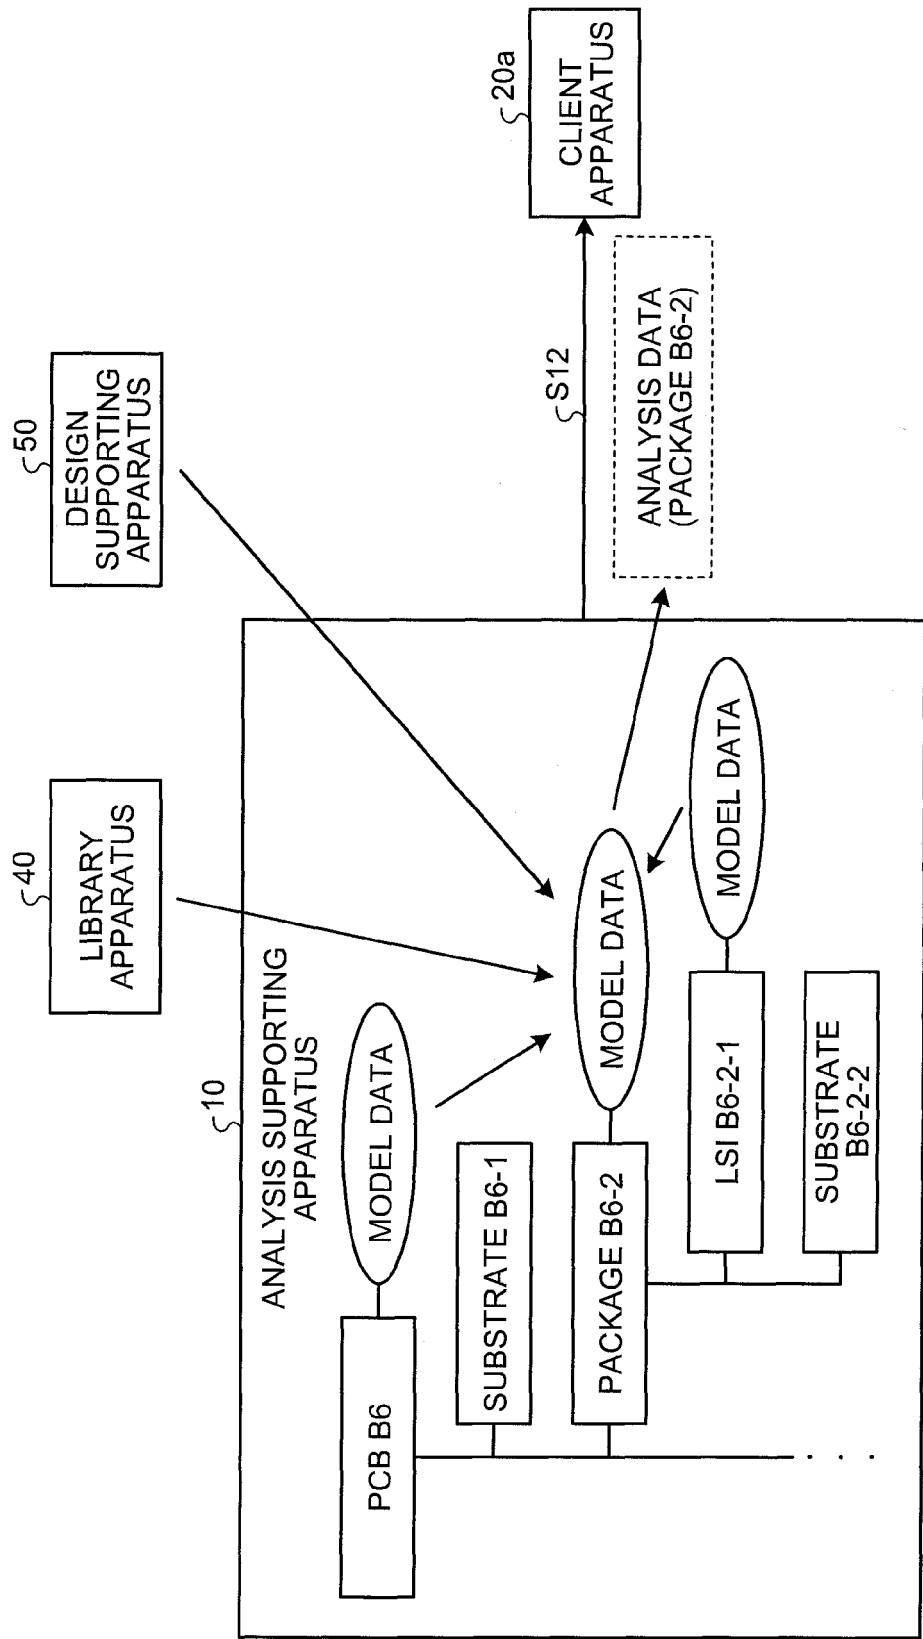 40
LIBRARY
APPARATUS
50
DESIGN
SUPPORTING
APPARATUS
10
ANALYSIS SUPPORTING
APPARATUS
PCB B6
MODEL DATA
SUBSTRATE B6-1
PACKAGE B6-2
MODEL DATA
LSI B6-2-1
MODEL DATA
SUBSTRATE
B6-2-2
. . .
S12
ANALYSIS DATA
(PACKAGE B6-2)
20a
CLIENT
APPARATUS